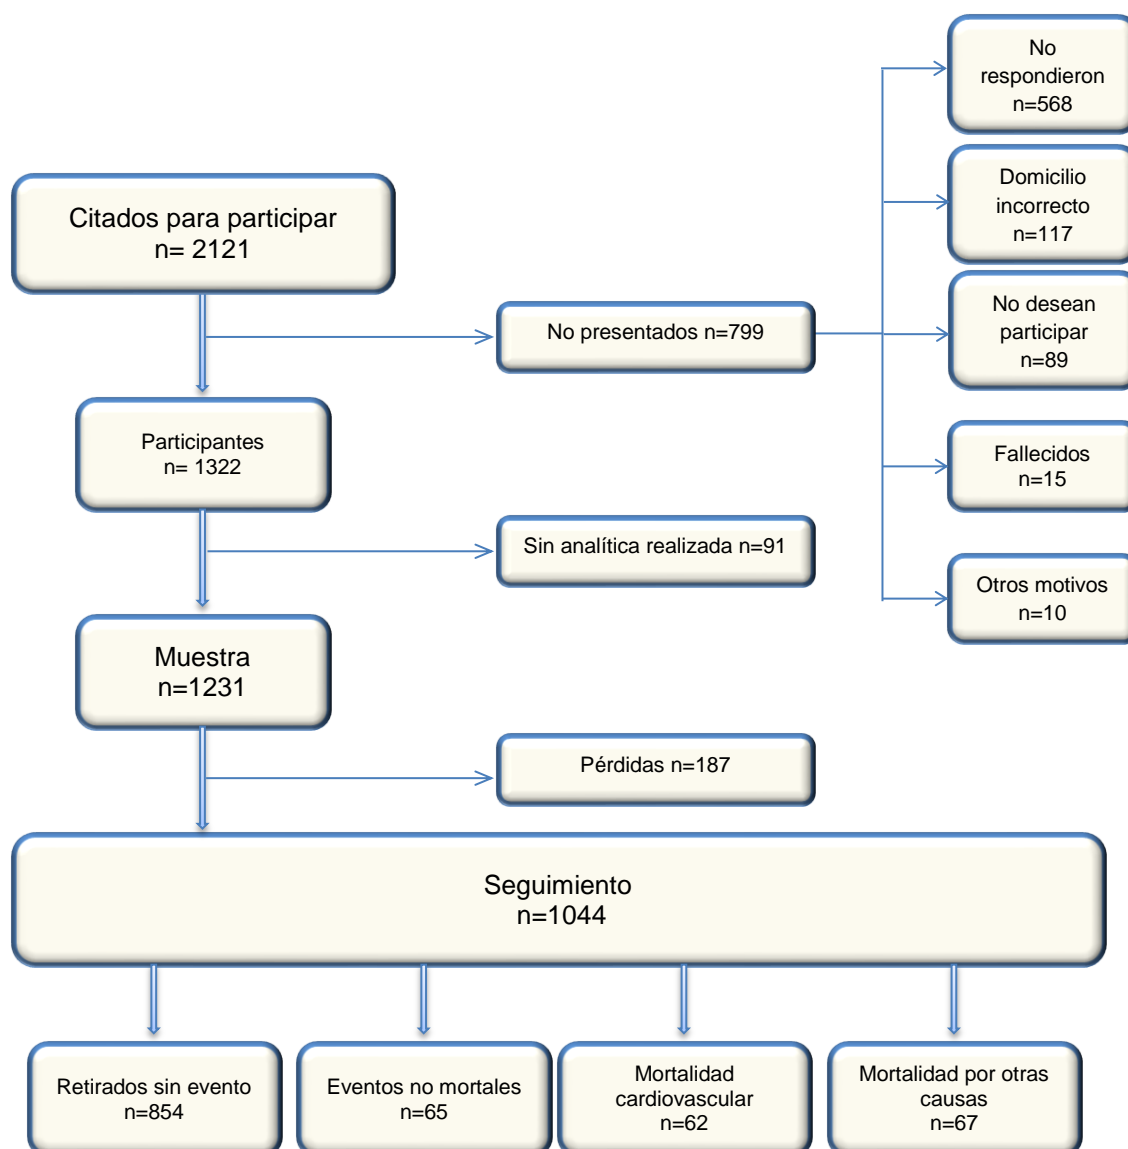 No
respondieron
n=568
Citados para participar
n= 2121
Domicilio
incorrecto
n=117
No presentados n=799
No desean
participar
n=89
Participantes
n= 1322
Fallecidos
n=15
Sin analítica realizada n=91
Otros motivos
n=10
Muestra
n=1231
Pérdidas n=187
Seguimiento
n=1044
Retirados sin evento
n=854
Eventos no mortales
n=65
Mortalidad
cardiovascular
n=62
Mortalidad por otras
causas
n=67